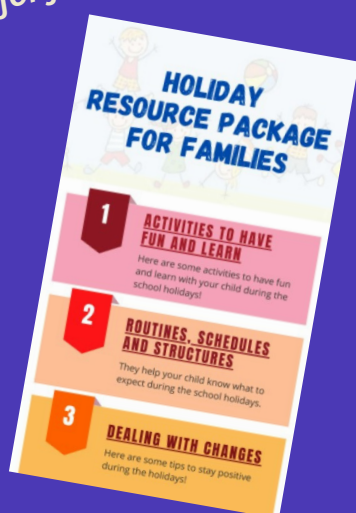 HOLIDAY
RESOURCE PACKAGE
FOR FAMILIES
1
ACTIVITIES TO HAVE
FUN AND LEARN
Here are some activities to have fun
and learn with your child during the
school holidays!
2
ROUTINES, SCHEDULES
AND STRUCTURES
They help your child know what to
expect during the school holidays.
3
DEALING WITH CHANGES
Here are some tips to stay positive
during the holidays!